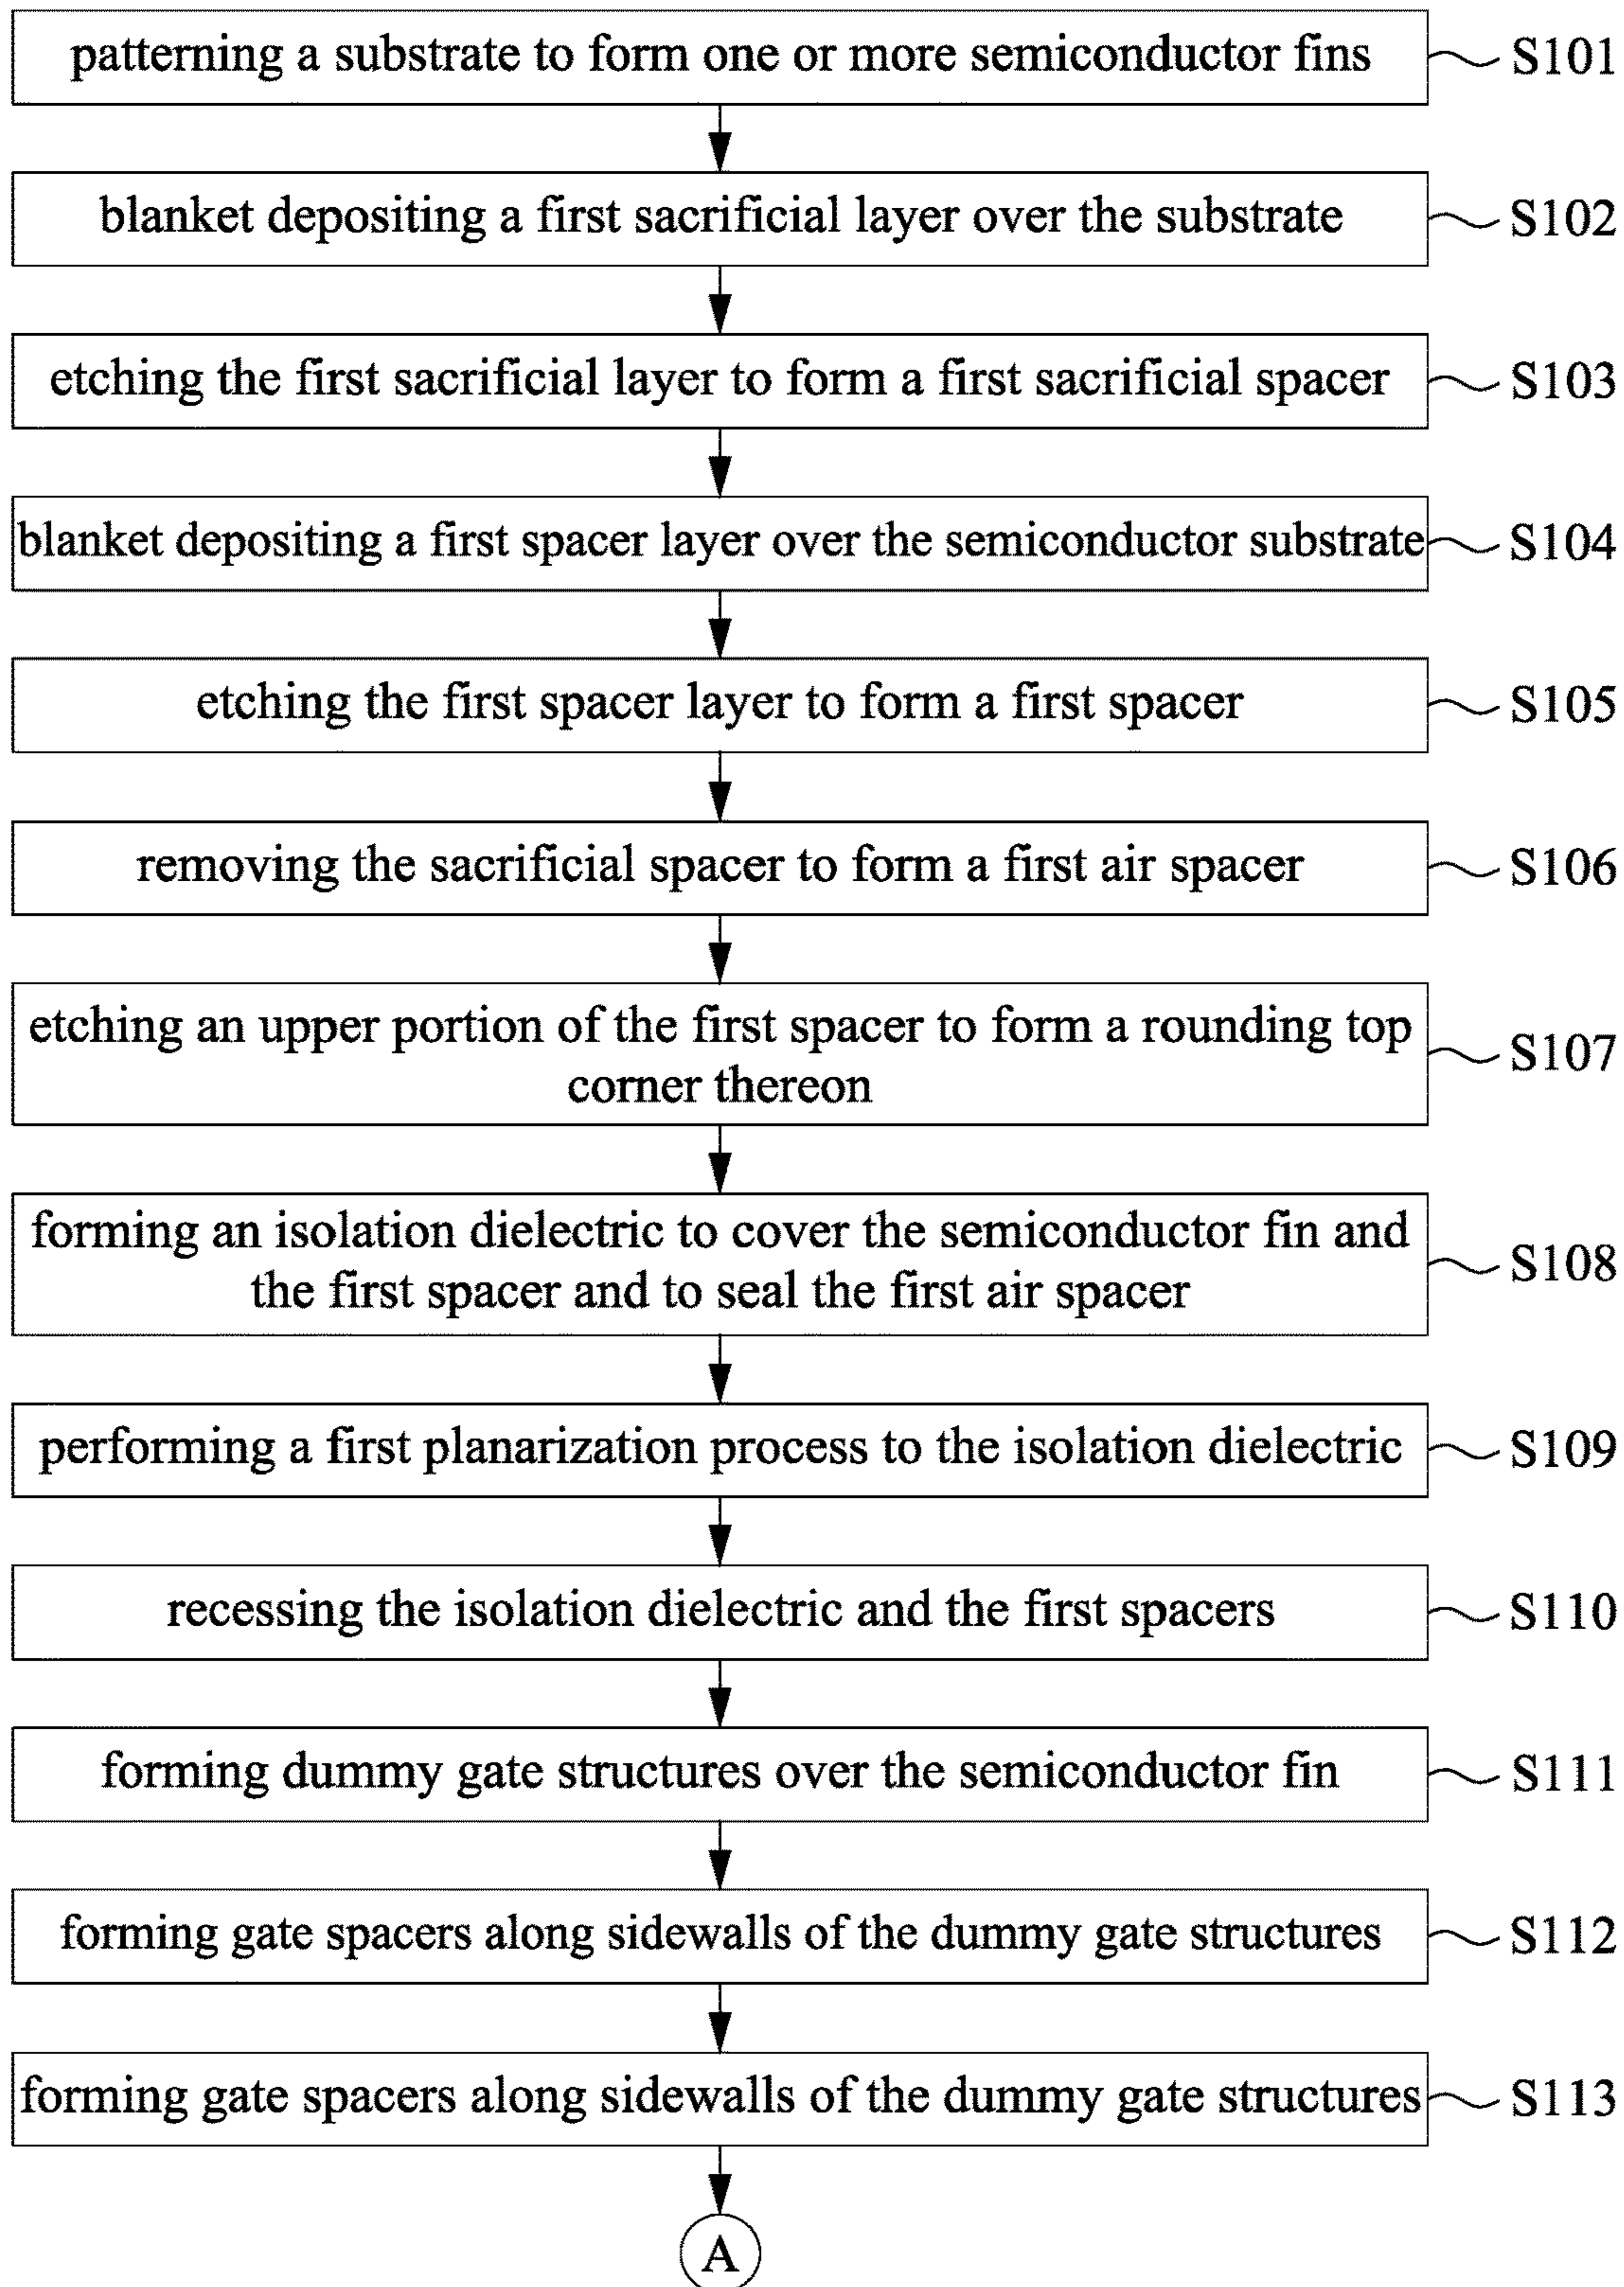 patterning a substrate to form one or more semiconductor fins S101
blanket depositing a first sacrificial layer over the substrate S102
etching the first sacrificial layer to form a first sacrificial spacer S103
blanket depositing a first spacer layer over the semiconductor substrate S104
etching the first spacer layer to form a first spacer S105
removing the sacrificial spacer to form a first air spacer S106
etching an upper portion of the first spacer to form a rounding top
corner thereon S107
forming an isolation dielectric to cover the semiconductor fin and
the first spacer and to seal the first air spacer S108
performing a first planarization process to the isolation dielectric S109
recessing the isolation dielectric and the first spacers S110
forming dummy gate structures over the semiconductor fin S111
forming gate spacers along sidewalls of the dummy gate structures S112
forming gate spacers along sidewalls of the dummy gate structures S113
A